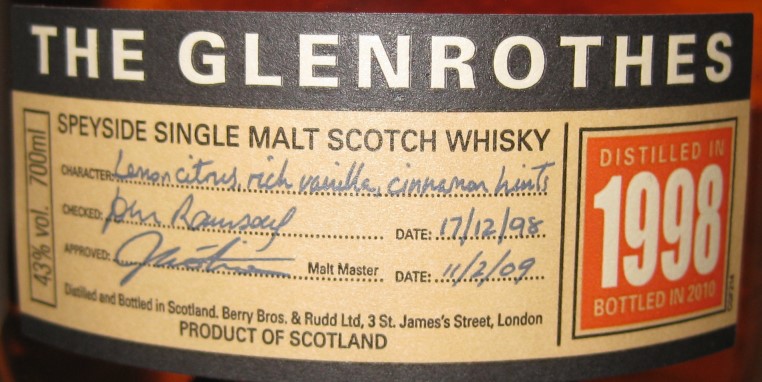 THE GLENROTHES
SPEYSIDE SINGLE MALT SCOTCH WHISKY
CHARACTER: Lemon citrus, rich vanilla, cinnamon hints
CHECKED: John Ramsay DATE: 17/12/98
APPROVED: Malt Master DATE: 11/2/09
Distilled and Bottled in Scotland. Berry Bros. & Rudd Ltd, 3 St. James's Street, London
PRODUCT OF SCOTLAND
43% vol. 700ml
DISTILLED IN
1998
BOTTLED IN 2010